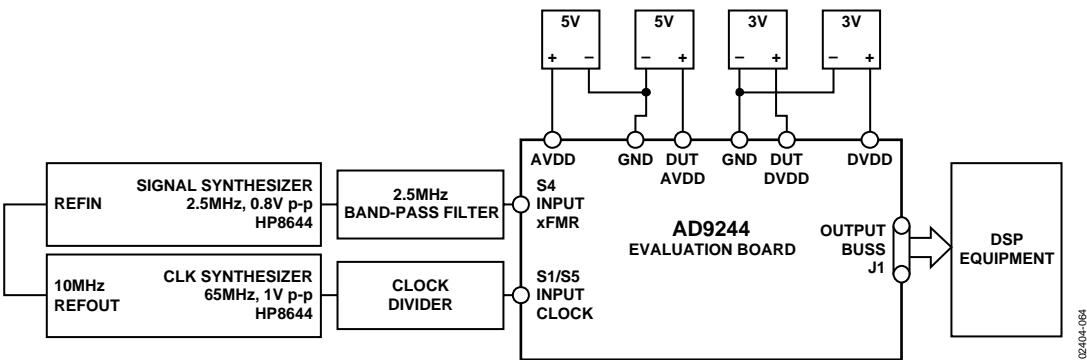 5V
+ −
5V
− +
3V
− +
3V
− +
AVDD
GND
DUT
AVDD
GND
DUT
DVDD
DVDD
REFIN
SIGNAL SYNTHESIZER
2.5MHz, 0.8V p-p
HP8644
2.5MHz
BAND-PASS FILTER
S4
INPUT
xFMR
AD9244
EVALUATION BOARD
OUTPUT
BUSS
J1
DSP
EQUIPMENT
10MHz
REFOUT
CLK SYNTHESIZER
65MHz, 1V p-p
HP8644
CLOCK
DIVIDER
S1/S5
INPUT
CLOCK
02404-064